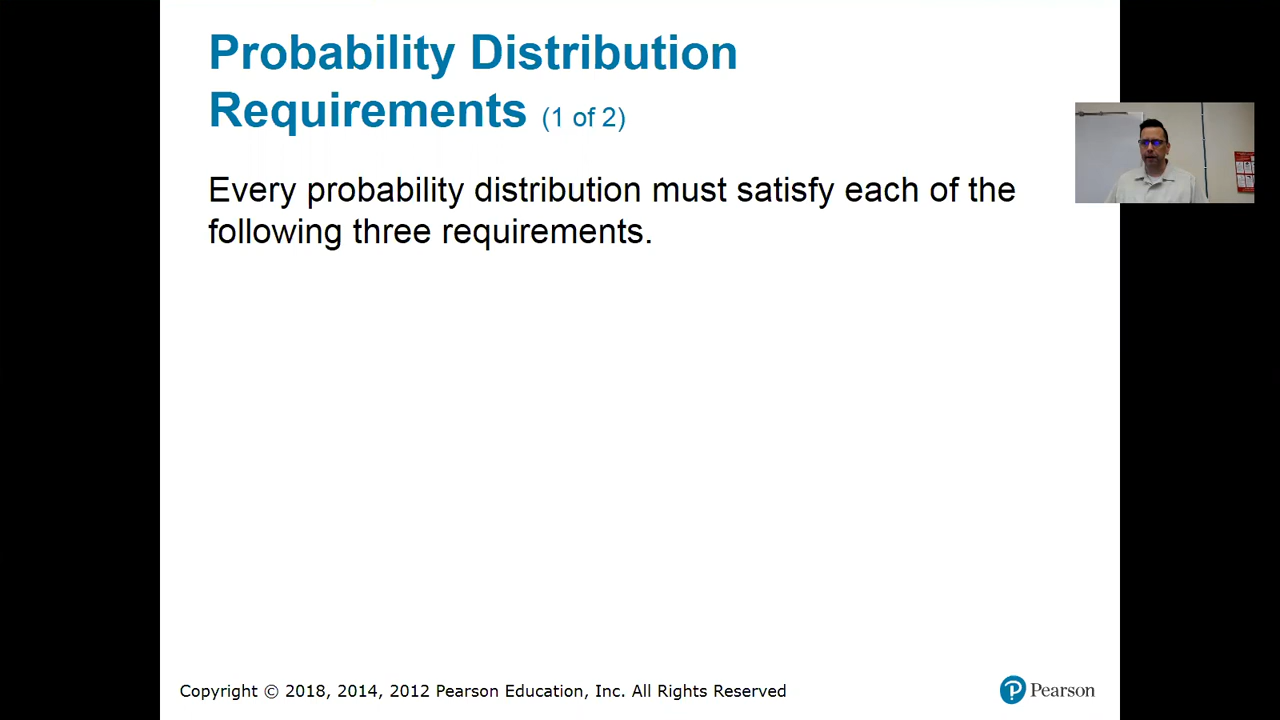 Probability Distribution
Requirements (1 of 2)
Every probability distribution must satisfy each of the
following three requirements.
Copyright © 2018, 2014, 2012 Pearson Education, Inc. All Rights Reserved
P Pearson